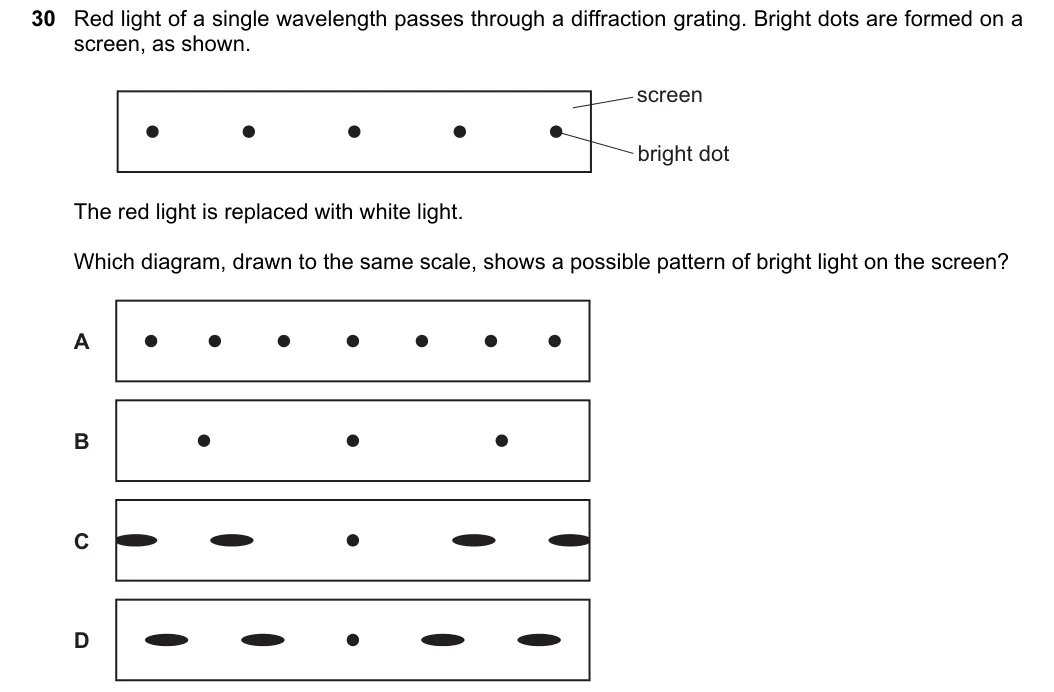 30 Red light of a single wavelength passes through a diffraction grating. Bright dots are formed on a
screen, as shown.
screen
bright dot
The red light is replaced with white light.
Which diagram, drawn to the same scale, shows a possible pattern of bright light on the screen?
A
B
C
D